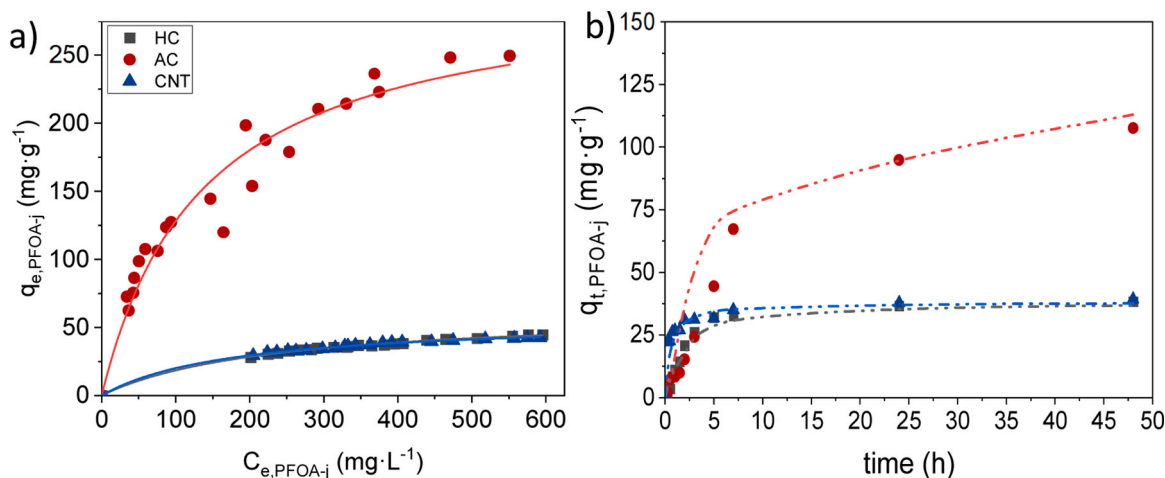 a)
HC
AC
CNT
250
200
150
100
50
0
q_e,PFOA-j (mg·g⁻¹)
0 100 200 300 400 500 600
C_e,PFOA-j (mg·L⁻¹)
b)
150
125
100
75
50
25
0
q_t,PFOA-j (mg·g⁻¹)
0 5 10 15 20 25 30 35 40 45 50
time (h)